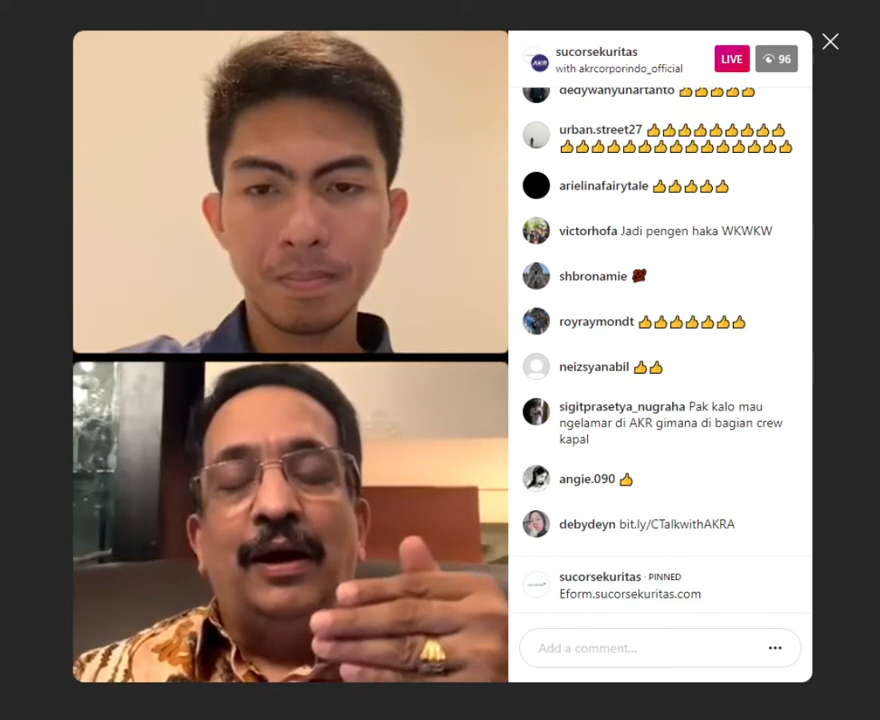 sucorsekuritas
with akrcorporindo_official
AKR
LIVE
96
dedywahyunartanto 👍👍👍👍👍
urban.street27 👍👍👍👍👍👍👍👍👍
👍👍👍👍👍👍👍👍👍👍👍👍👍👍👍
arielinafairytale 👍👍👍👍👍
victorhofa Jadi pengen haka WKWKW
shbronamie 💯
royraymondt 👍👍👍👍👍👍👍
neizsyanabil 👍👍
sigitprasetya_nugraha Pak kalo mau
ngelamar di AKR gimana di bagian crew
kapal
angie.090 👍
debydeyn bit.ly/CTalkwithAKRA
sucorsekuritas · PINNED
Eform.sucorsekuritas.com
Add a comment...